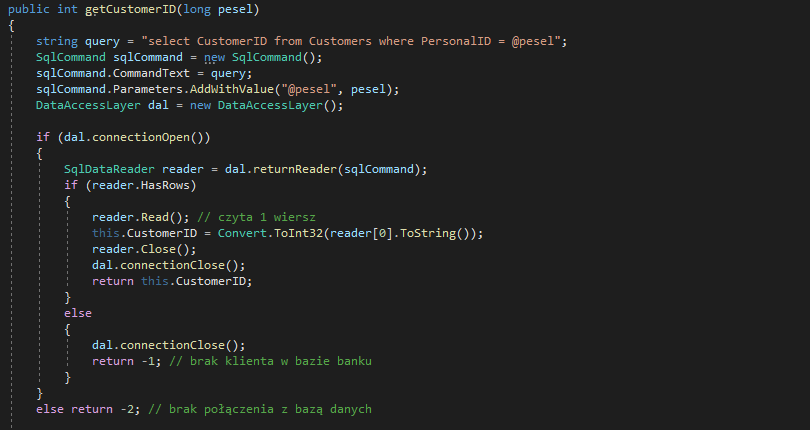 public int getCustomerID(long pesel)
{
string query = "select CustomerID from Customers where PersonalID = @pesel";
SqlCommand sqlCommand = new SqlCommand();
sqlCommand.CommandText = query;
sqlCommand.Parameters.AddWithValue("@pesel", pesel);
DataAccessLayer dal = new DataAccessLayer();
if (dal.connectionOpen())
{
SqlDataReader reader = dal.returnReader(sqlCommand);
if (reader.HasRows)
{
reader.Read(); // czyta 1 wiersz
this.CustomerID = Convert.ToInt32(reader[0].ToString());
reader.Close();
dal.connectionClose();
return this.CustomerID;
}
else
{
dal.connectionClose();
return -1; // brak klienta w bazie banku
}
}
else return -2; // brak połączenia z bazą danych